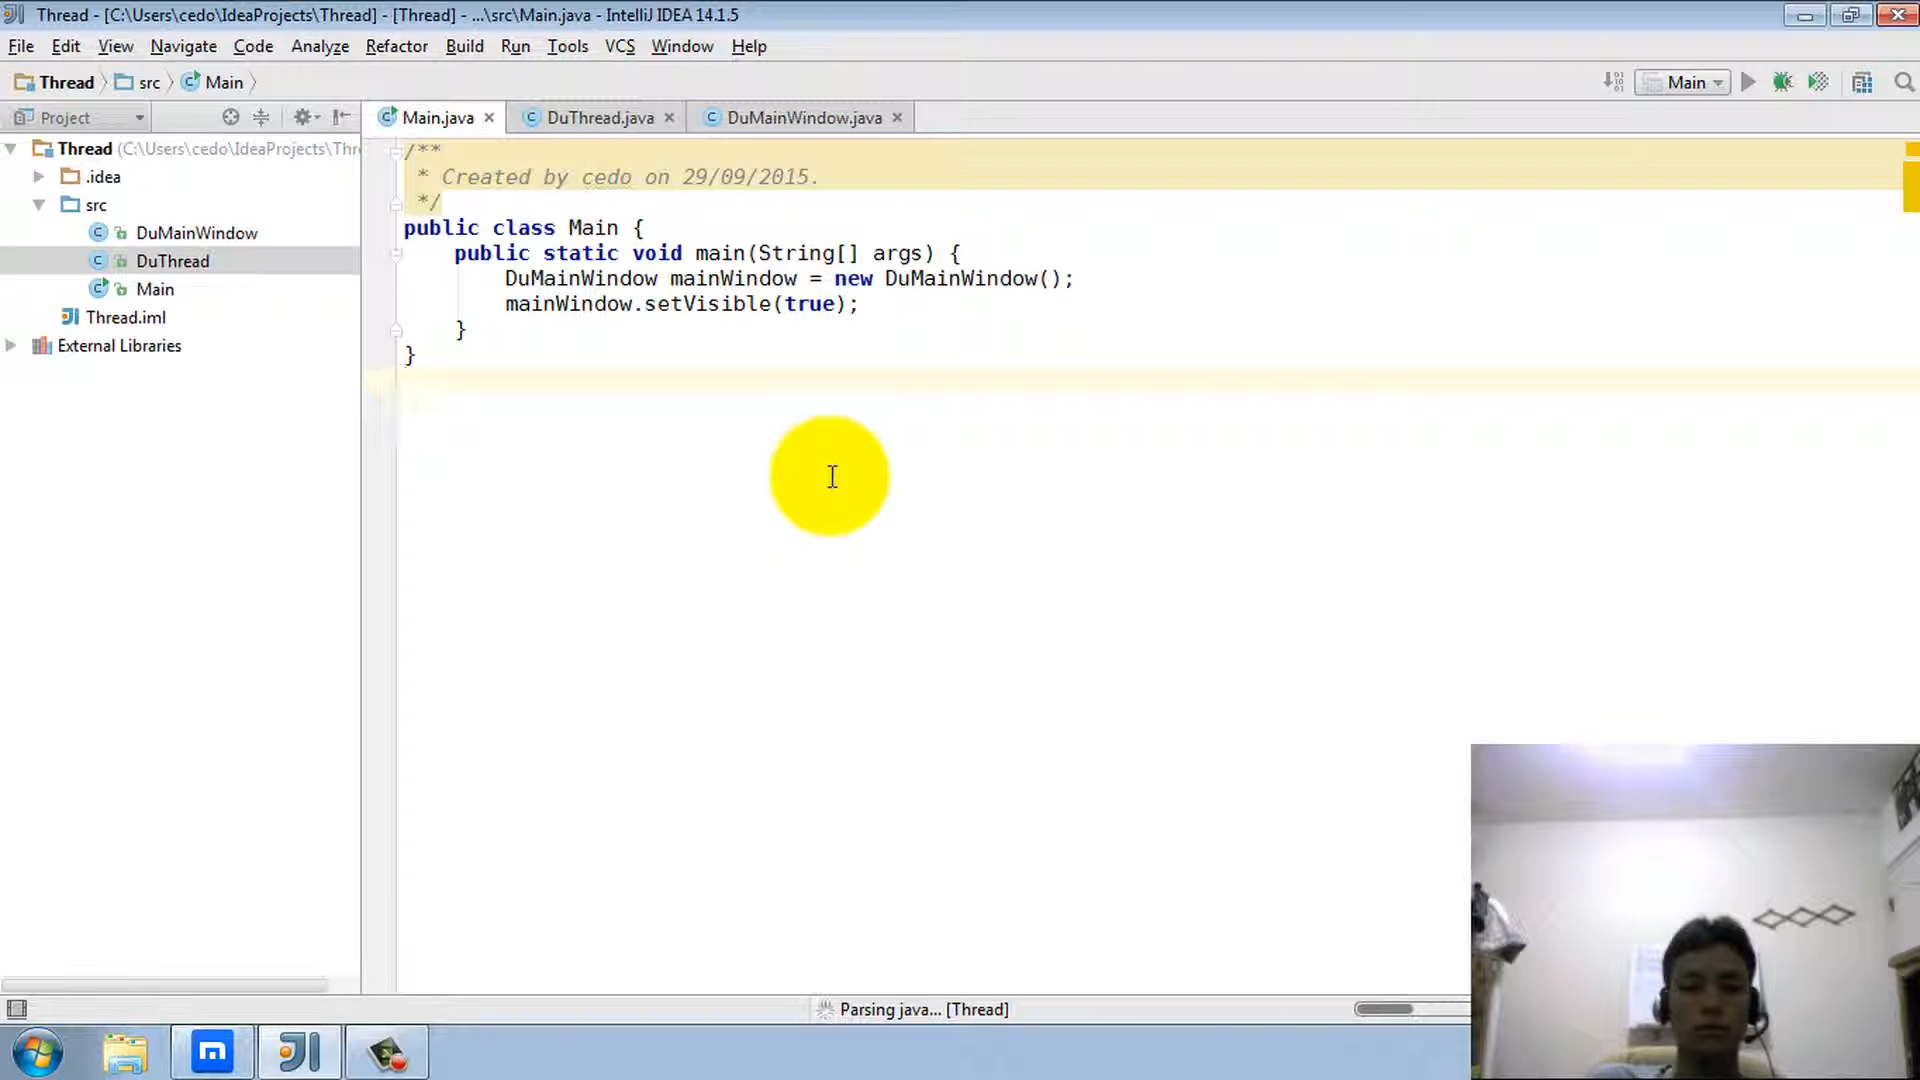 Thread - [C:\Users\cedo\IdeaProjects\Thread] - [Thread] - ...\src\Main.java - IntelliJ IDEA 14.1.5
File Edit View Navigate Code Analyze Refactor Build Run Tools VCS Window Help
Thread src Main
Main
Project
Main.java DuThread.java DuMainWindow.java
Thread (C:\Users\cedo\IdeaProjects\Thre
.idea
src
DuMainWindow
DuThread
Main
Thread.iml
External Libraries
/**
* Created by cedo on 29/09/2015.
*/
public class Main {
public static void main(String[] args) {
DuMainWindow mainWindow = new DuMainWindow();
mainWindow.setVisible(true);
}
}
Parsing java... [Thread]